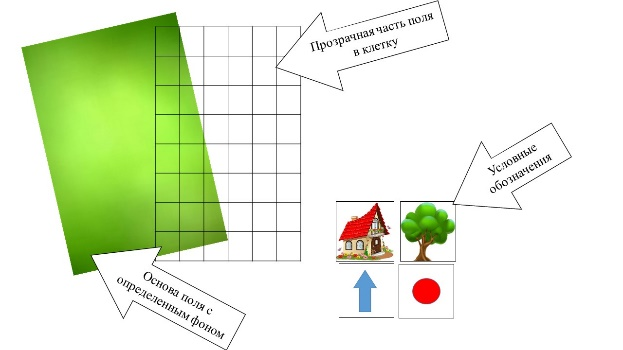 Прозрачная часть поля
в клетку
Условные
обозначения
Основа поля с
определенным фоном